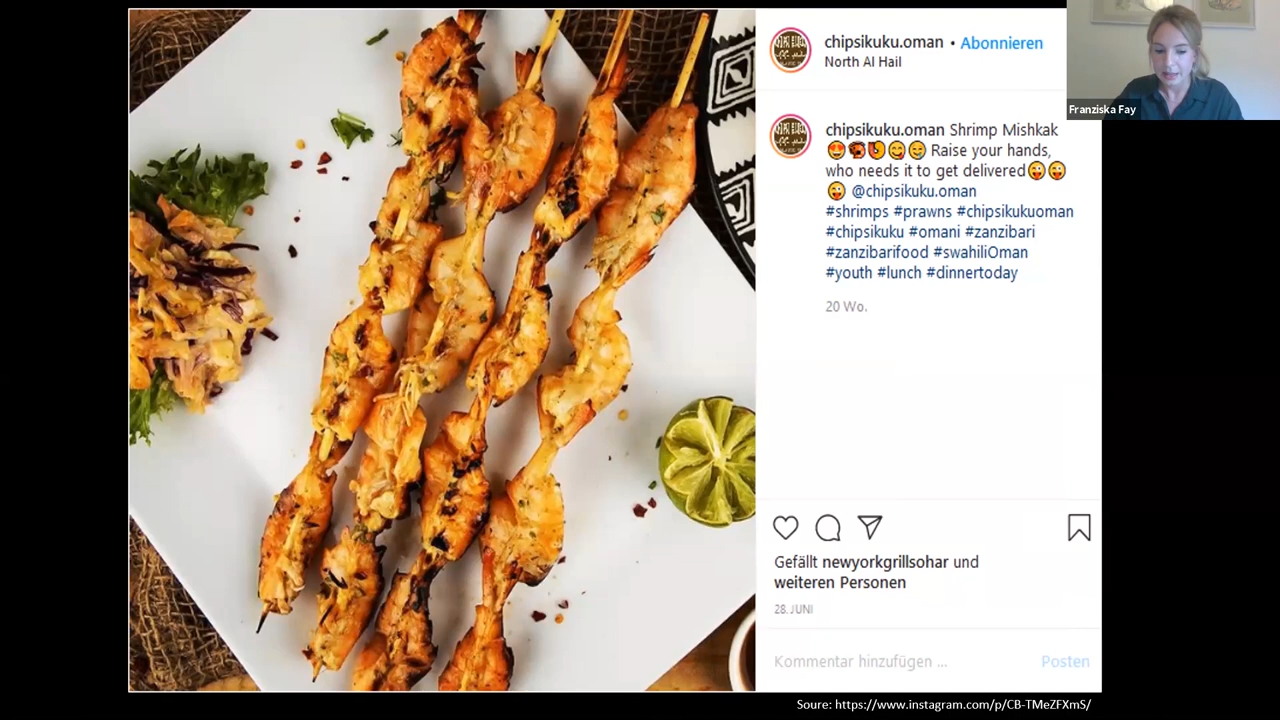 chipsikuku.oman • Abonnieren
North Al Hail
Franziska Fay
chipsikuku.oman Shrimp Mishkak
😍🍤🍤😋🤤 Raise your hands,
who needs it to get delivered😜😜
😜 @chipsikuku.oman
#shrimps #prawns #chipsikukuoman
#chipsikuku #omani #zanzibari
#zanzibarifood #swahiliOman
#youth #lunch #dinnertoday
20 Wo.
Gefällt newyorkgrillsohar und
weiteren Personen
28. JUNI
Kommentar hinzufügen ...
Posten
Soure: https://www.instagram.com/p/CB-TMeZFXmS/